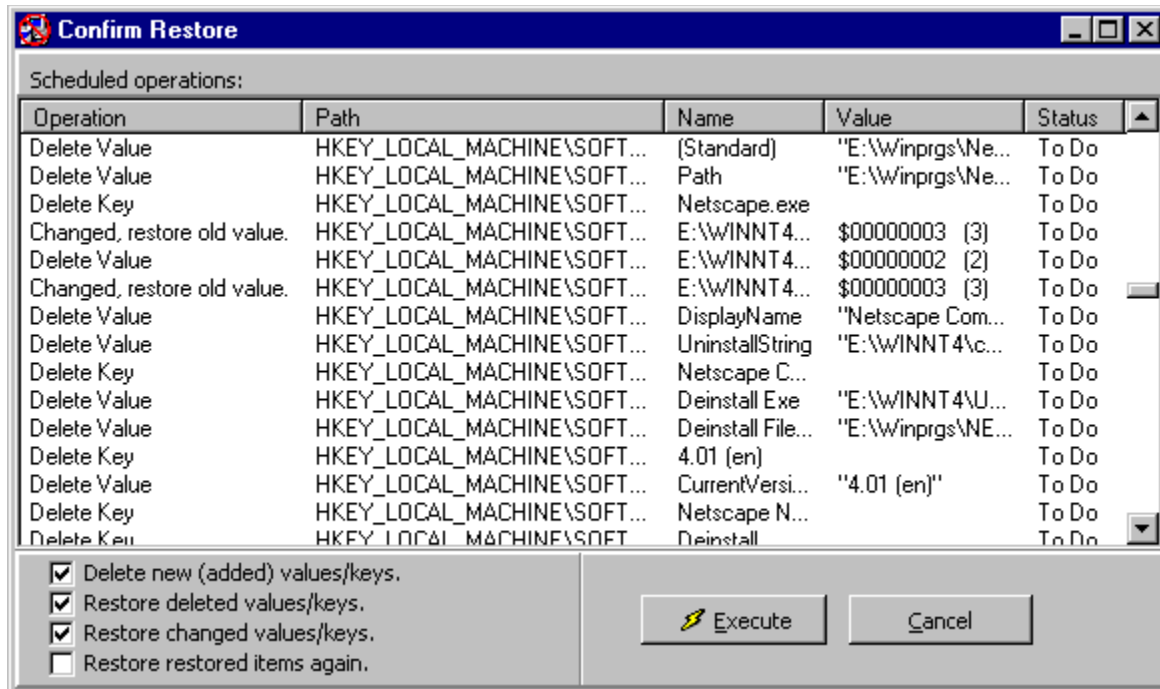 Confirm Restore
Scheduled operations:
Operation Path Name Value Status
Delete Value HKEY_LOCAL_MACHINE\SOFT... (Standard) "E:\Winprgs\Ne... To Do
Delete Value HKEY_LOCAL_MACHINE\SOFT... Path "E:\Winprgs\Ne... To Do
Delete Key HKEY_LOCAL_MACHINE\SOFT... Netscape.exe To Do
Changed, restore old value. HKEY_LOCAL_MACHINE\SOFT... E:\WINNT4... $00000003 (3) To Do
Delete Value HKEY_LOCAL_MACHINE\SOFT... E:\WINNT4... $00000002 (2) To Do
Changed, restore old value. HKEY_LOCAL_MACHINE\SOFT... E:\WINNT4... $00000003 (3) To Do
Delete Value HKEY_LOCAL_MACHINE\SOFT... DisplayName "Netscape Com... To Do
Delete Value HKEY_LOCAL_MACHINE\SOFT... UninstallString "E:\WINNT4\c... To Do
Delete Key HKEY_LOCAL_MACHINE\SOFT... Netscape C... To Do
Delete Value HKEY_LOCAL_MACHINE\SOFT... Deinstall Exe "E:\WINNT4\U... To Do
Delete Value HKEY_LOCAL_MACHINE\SOFT... Deinstall File... "E:\Winprgs\NE... To Do
Delete Key HKEY_LOCAL_MACHINE\SOFT... 4.01 (en) To Do
Delete Value HKEY_LOCAL_MACHINE\SOFT... CurrentVersi... "4.01 (en)" To Do
Delete Key HKEY_LOCAL_MACHINE\SOFT... Netscape N... To Do
Delete Key HKEY_LOCAL_MACHINE\SOFT... Deinstall To Do
Delete new (added) values/keys.
Restore deleted values/keys.
Restore changed values/keys.
Restore restored items again.
Execute Cancel